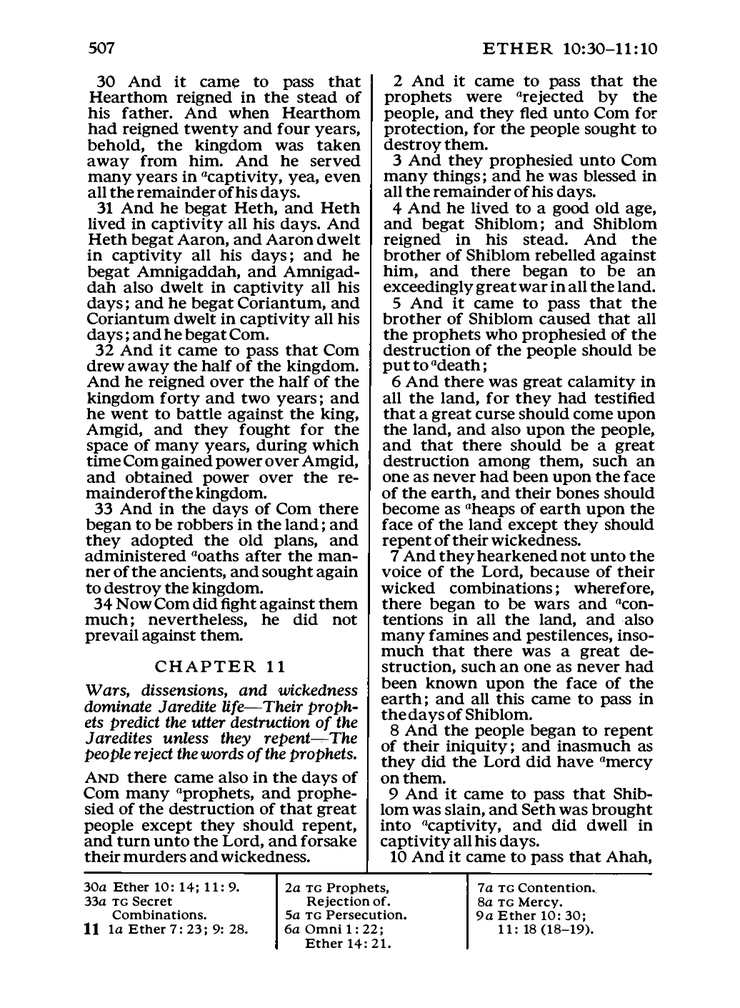 507
ETHER 10:30–11:10
30 And it came to pass that
Hearthom reigned in the stead of
his father. And when Hearthom
had reigned twenty and four years,
behold, the kingdom was taken
away from him. And he served
many years in ᵃcaptivity, yea, even
all the remainder of his days.
31 And he begat Heth, and Heth
lived in captivity all his days. And
Heth begat Aaron, and Aaron dwelt
in captivity all his days; and he
begat Amnigaddah, and Amnigad-
dah also dwelt in captivity all his
days; and he begat Coriantum, and
Coriantum dwelt in captivity all his
days; and he begat Com.
32 And it came to pass that Com
drew away the half of the kingdom.
And he reigned over the half of the
kingdom forty and two years; and
he went to battle against the king,
Amgid, and they fought for the
space of many years, during which
time Com gained power over Amgid,
and obtained power over the re-
mainder of the kingdom.
33 And in the days of Com there
began to be robbers in the land; and
they adopted the old plans, and
administered ᵃoaths after the man-
ner of the ancients, and sought again
to destroy the kingdom.
34 Now Com did fight against them
much; nevertheless, he did not
prevail against them.
CHAPTER 11
Wars, dissensions, and wickedness
dominate Jaredite life—Their proph-
ets predict the utter destruction of the
Jaredites unless they repent—The
people reject the words of the prophets.
AND there came also in the days of
Com many ᵃprophets, and prophe-
sied of the destruction of that great
people except they should repent,
and turn unto the Lord, and forsake
their murders and wickedness.
2 And it came to pass that the
prophets were ᵃrejected by the
people, and they fled unto Com for
protection, for the people sought to
destroy them.
3 And they prophesied unto Com
many things; and he was blessed in
all the remainder of his days.
4 And he lived to a good old age,
and begat Shiblom; and Shiblom
reigned in his stead. And the
brother of Shiblom rebelled against
him, and there began to be an
exceedingly great war in all the land.
5 And it came to pass that the
brother of Shiblom caused that all
the prophets who prophesied of the
destruction of the people should be
put to ᵃdeath;
6 And there was great calamity in
all the land, for they had testified
that a great curse should come upon
the land, and also upon the people,
and that there should be a great
destruction among them, such an
one as never had been upon the face
of the earth, and their bones should
become as ᵃheaps of earth upon the
face of the land except they should
repent of their wickedness.
7 And they hearkened not unto the
voice of the Lord, because of their
wicked combinations; wherefore,
there began to be wars and ᵃcon-
tentions in all the land, and also
many famines and pestilences, inso-
much that there was a great de-
struction, such an one as never had
been known upon the face of the
earth; and all this came to pass in
the days of Shiblom.
8 And the people began to repent
of their iniquity; and inasmuch as
they did the Lord did have ᵃmercy
on them.
9 And it came to pass that Shib-
lom was slain, and Seth was brought
into ᵃcaptivity, and did dwell in
captivity all his days.
10 And it came to pass that Ahah,
30a Ether 10: 14; 11: 9.
33a TG Secret
Combinations.
11 1a Ether 7: 23; 9: 28.
2a TG Prophets,
Rejection of.
5a TG Persecution.
6a Omni 1: 22;
Ether 14: 21.
7a TG Contention.
8a TG Mercy.
9a Ether 10: 30;
11: 18 (18–19).